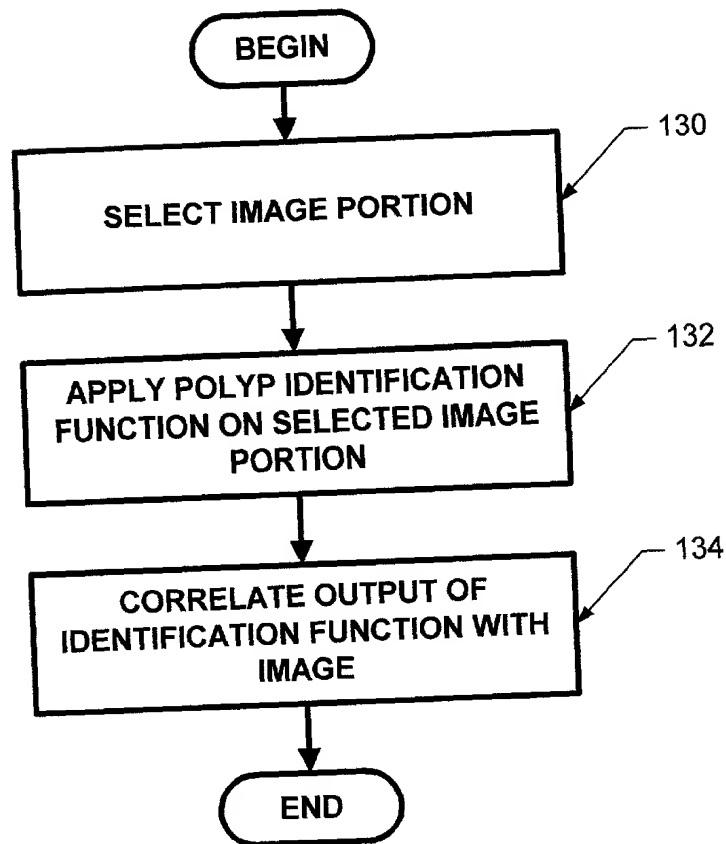 BEGIN
130
SELECT IMAGE PORTION
132
APPLY POLYP IDENTIFICATION
FUNCTION ON SELECTED IMAGE
PORTION
134
CORRELATE OUTPUT OF
IDENTIFICATION FUNCTION WITH
IMAGE
END